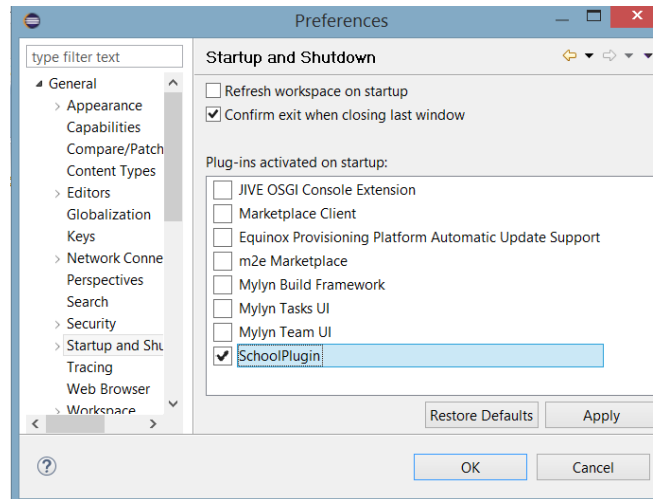 Preferences
type filter text
Startup and Shutdown
General
Appearance
Capabilities
Compare/Patch
Content Types
Editors
Globalization
Keys
Network Conne
Perspectives
Search
Security
Startup and Shu
Tracing
Web Browser
Workspace
Refresh workspace on startup
Confirm exit when closing last window
Plug-ins activated on startup:
JIVE OSGI Console Extension
Marketplace Client
Equinox Provisioning Platform Automatic Update Support
m2e Marketplace
Mylyn Build Framework
Mylyn Tasks UI
Mylyn Team UI
SchoolPlugin
Restore Defaults
Apply
OK
Cancel